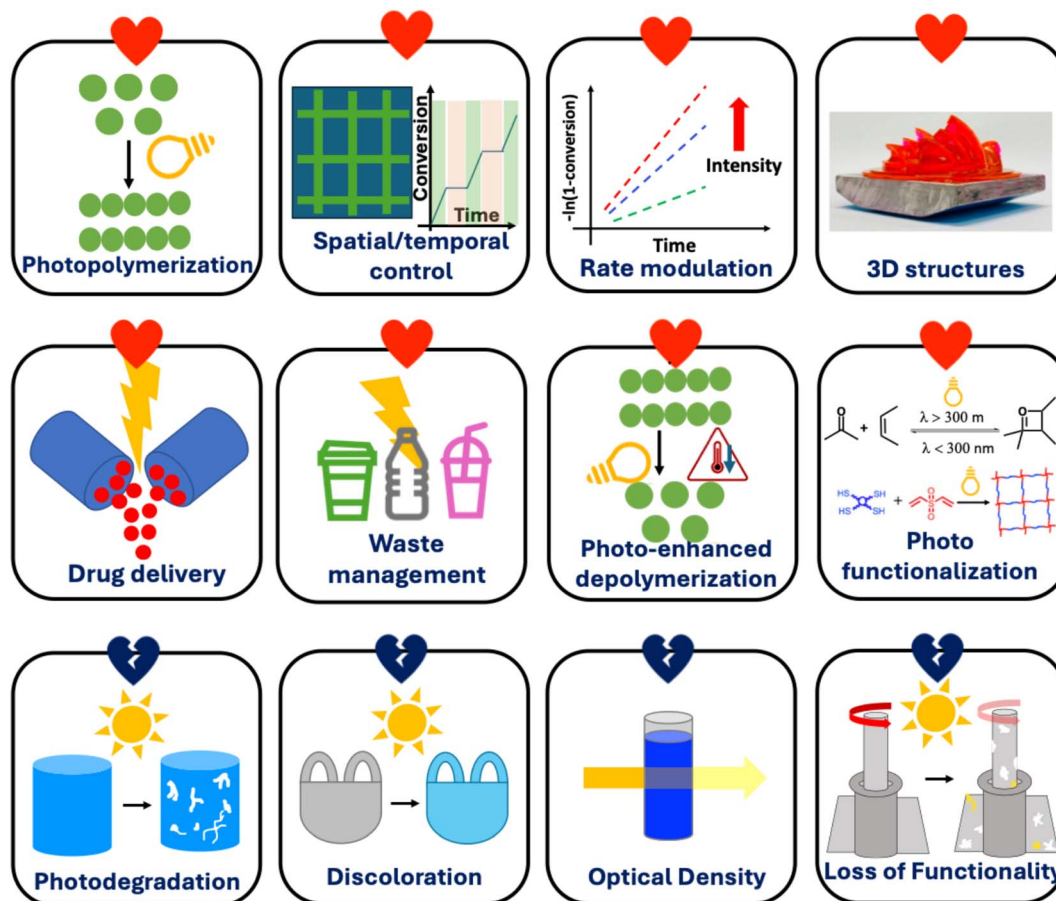 Photopolymerization
Conversion
Time
Spatial/temporal
control
-ln(1-conversion)
Intensity
Time
Rate modulation
3D structures
Drug delivery
Waste
management
Photo-enhanced
depolymerization
O
+
λ > 300 m
λ < 300 nm
O
HS
SH
HS
SH
+
O
S
O
Photo
functionalization
Photodegradation
Discoloration
Optical Density
Loss of Functionality